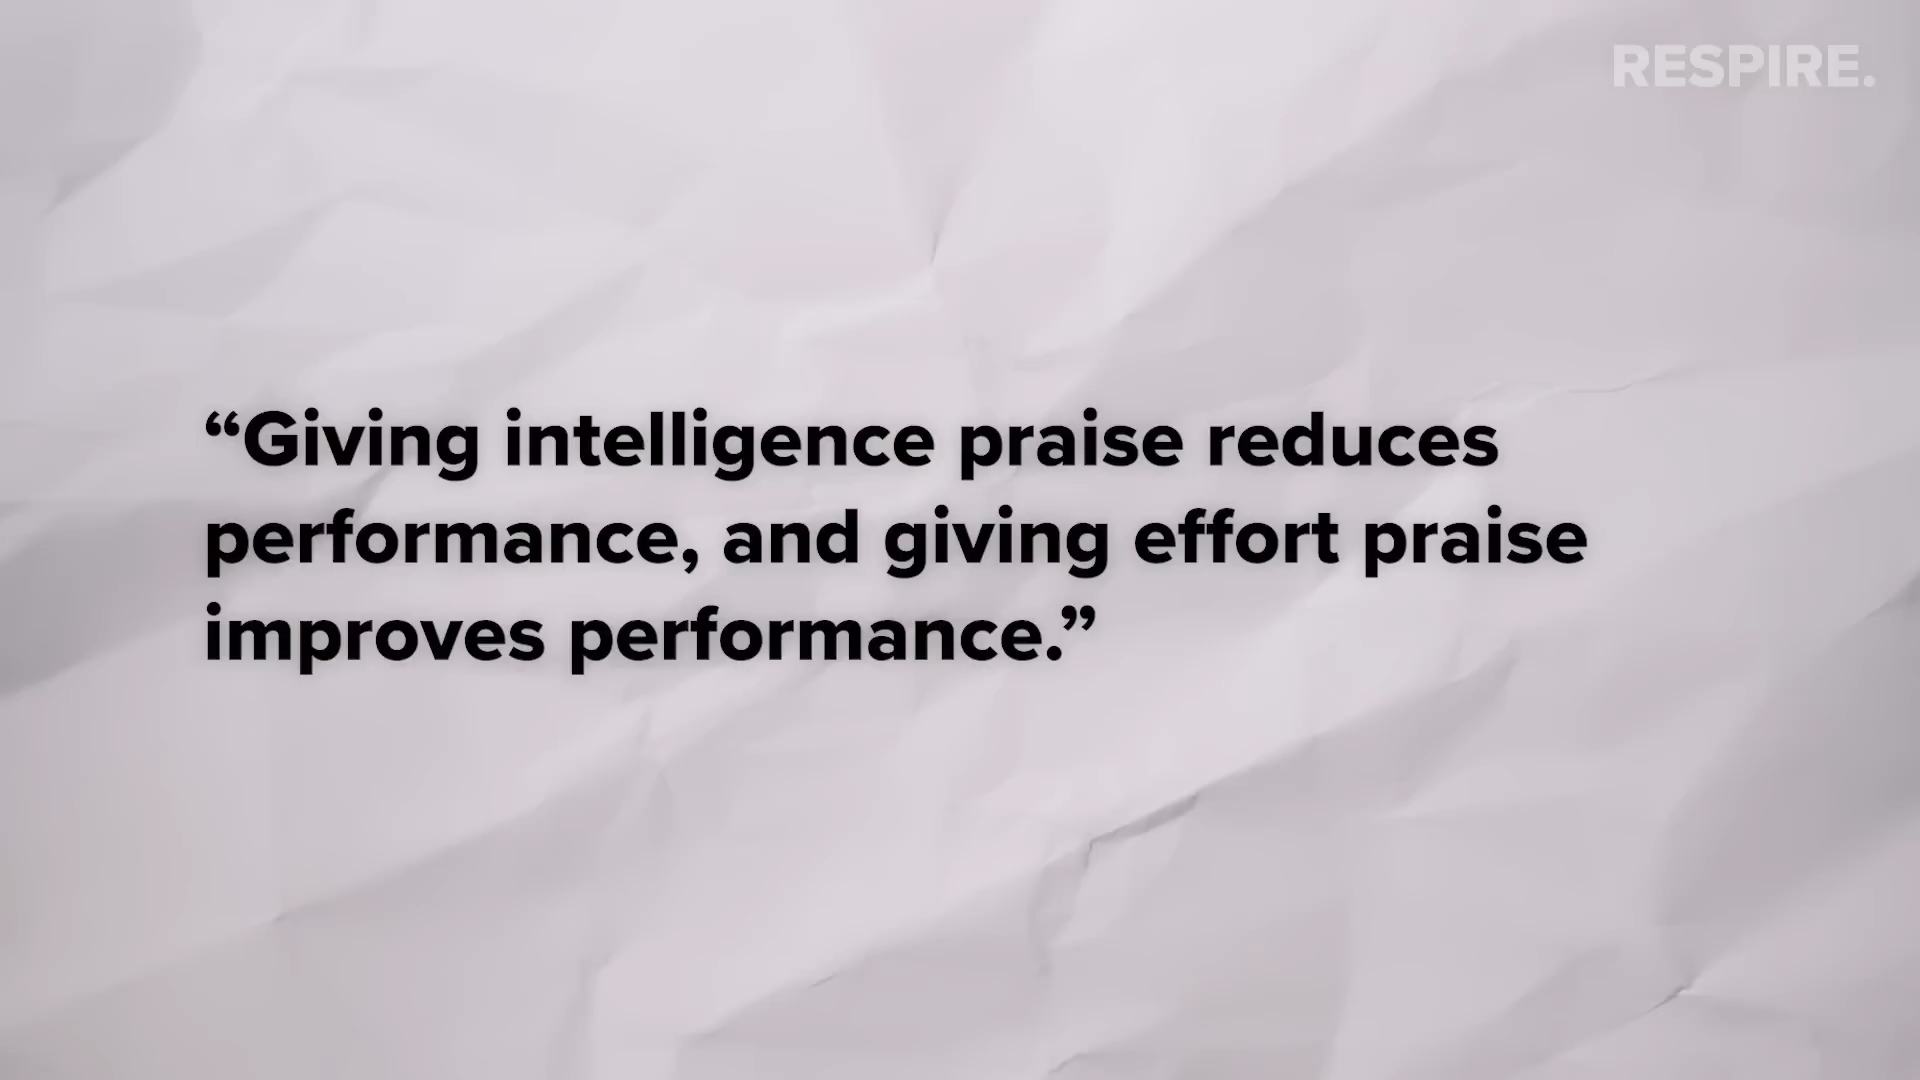 RESPIRE.
“Giving intelligence praise reduces
performance, and giving effort praise
improves performance.”